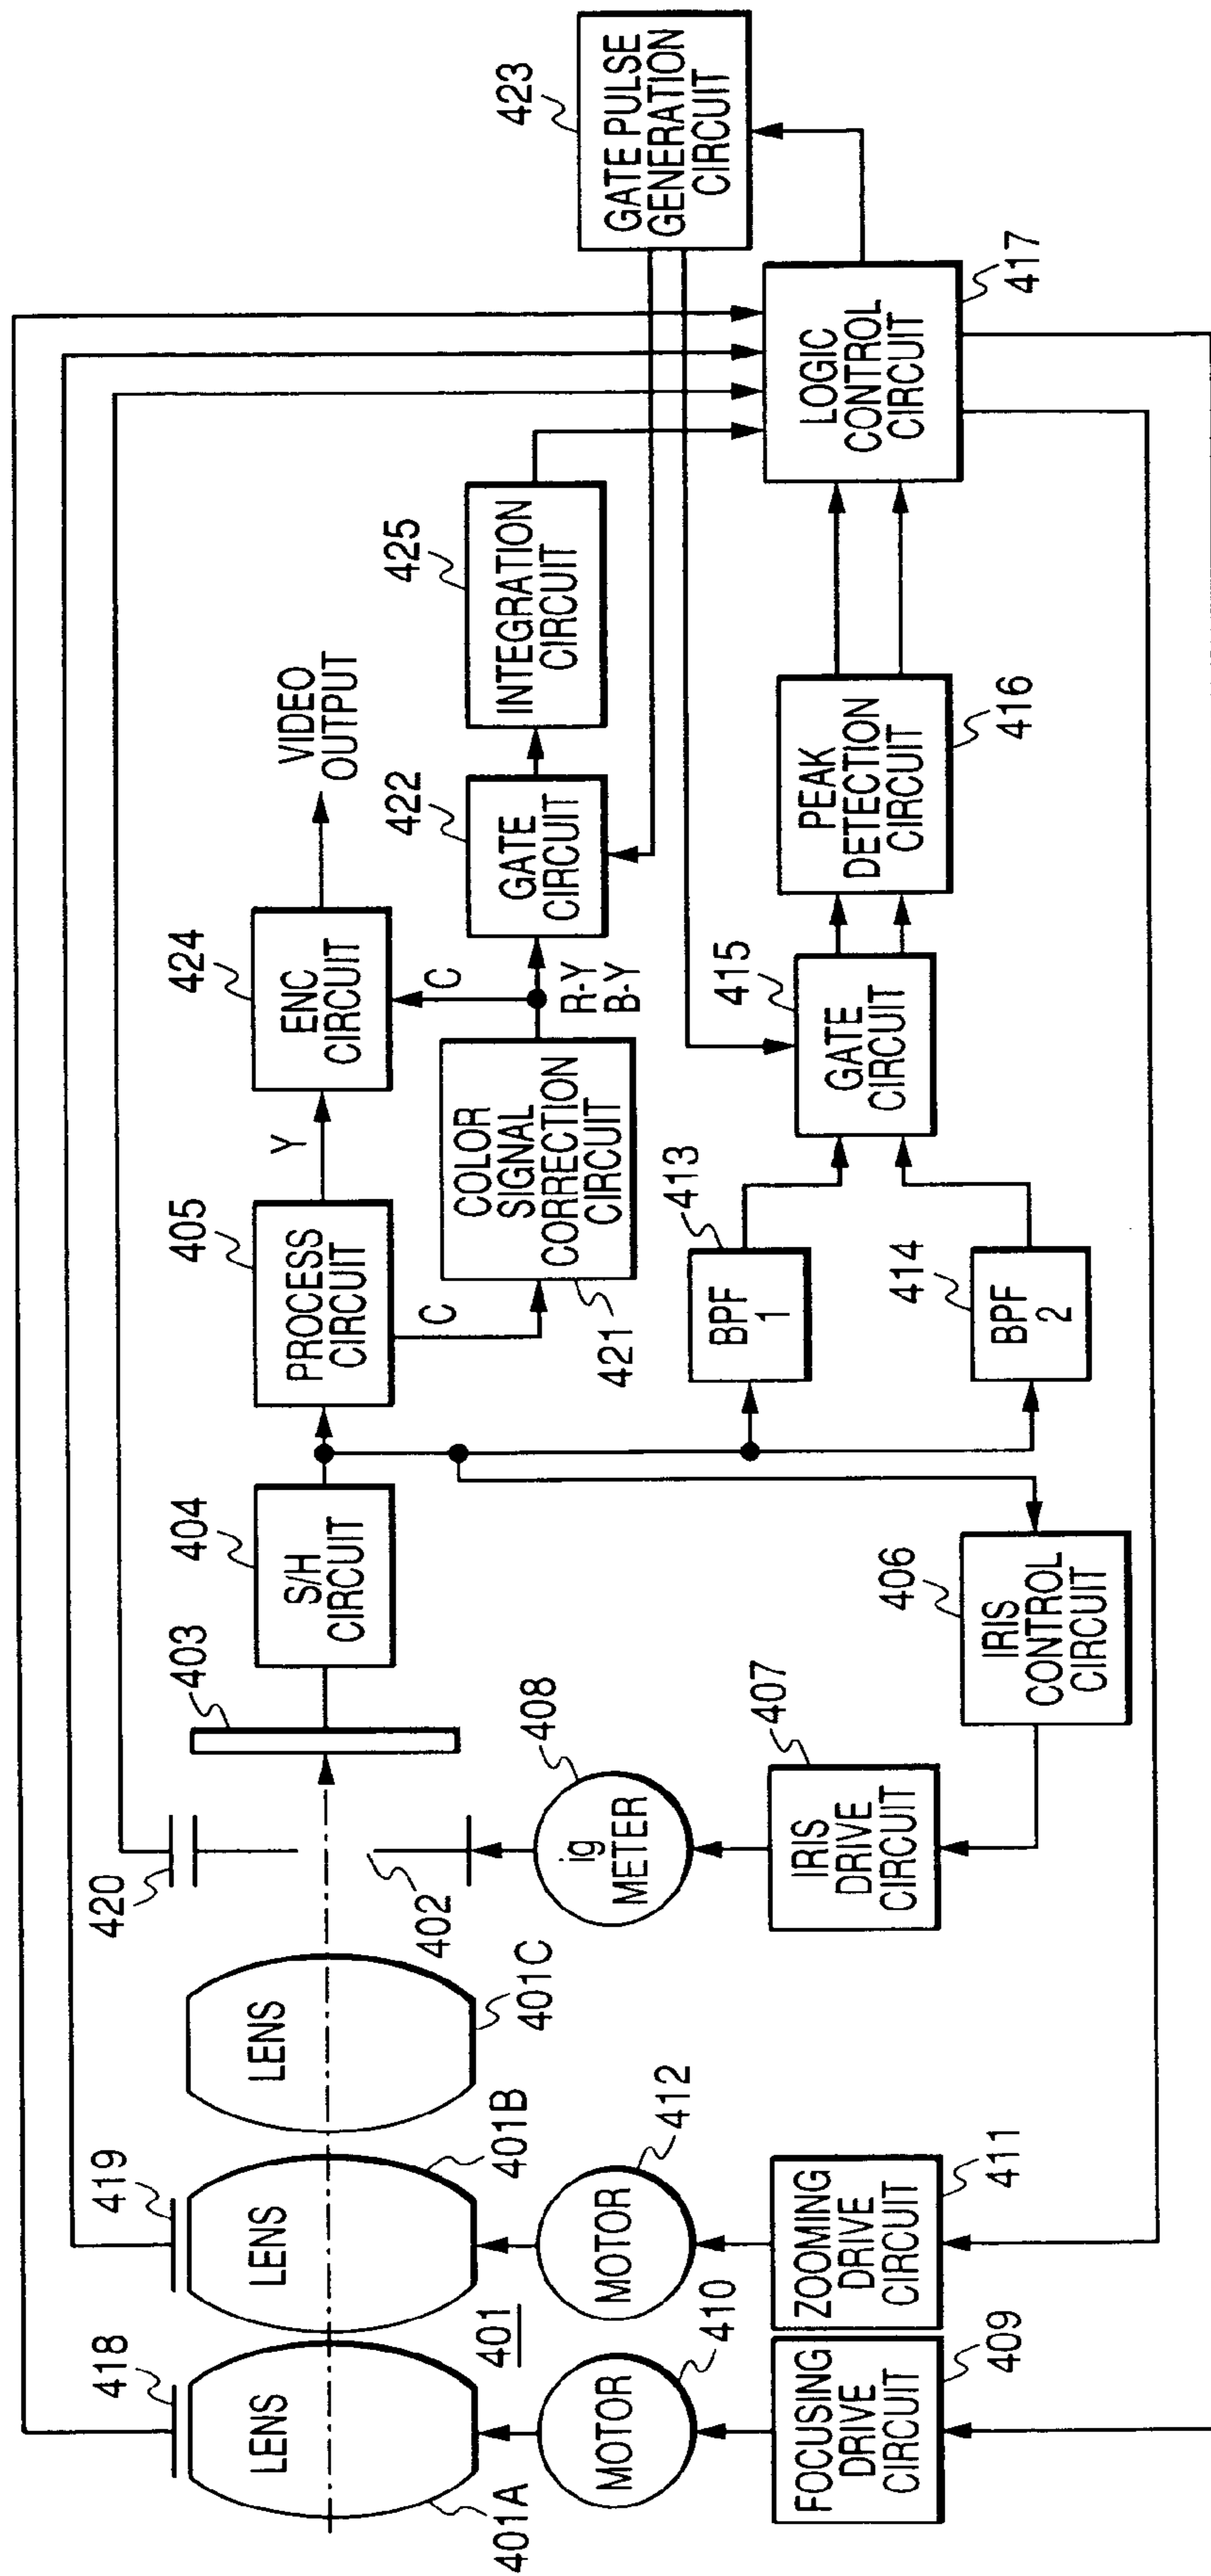 418
419
420
403
404
S/H
CIRCUIT
405
PROCESS
CIRCUIT
Y
424
ENC
CIRCUIT
VIDEO
OUTPUT
C
C
COLOR
SIGNAL
CORRECTION
CIRCUIT
421
R-Y
B-Y
422
GATE
CIRCUIT
425
INTEGRATION
CIRCUIT
423
GATE PULSE
GENERATION
CIRCUIT
LENS
401A
LENS
401B
LENS
401C
401
402
MOTOR
410
MOTOR
412
ig
METER
408
FOCUSING
DRIVE
CIRCUIT
409
ZOOMING
DRIVE
CIRCUIT
411
IRIS
DRIVE
CIRCUIT
407
IRIS
CONTROL
CIRCUIT
406
BPF
1
413
BPF
2
414
GATE
CIRCUIT
415
PEAK
DETECTION
CIRCUIT
416
LOGIC
CONTROL
CIRCUIT
417